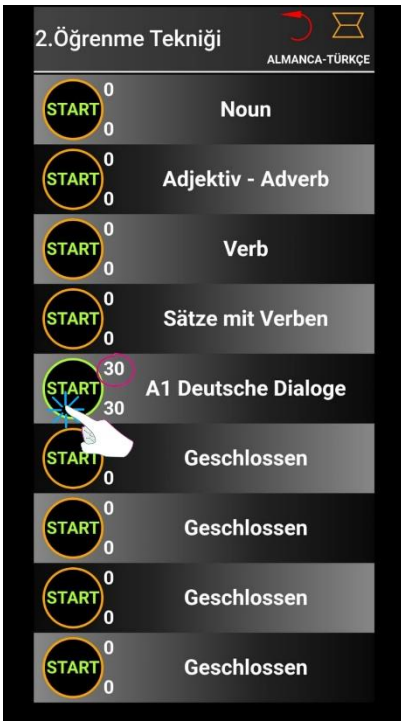 2.Öğrenme Tekniği
ALMANCA-TÜRKÇE
START 0 0 Noun
START 0 0 Adjektiv - Adverb
START 0 0 Verb
START 0 0 Sätze mit Verben
START 30 30 A1 Deutsche Dialoge
START 0 Geschlossen
START 0 0 Geschlossen
START 0 0 Geschlossen
START 0 0 Geschlossen